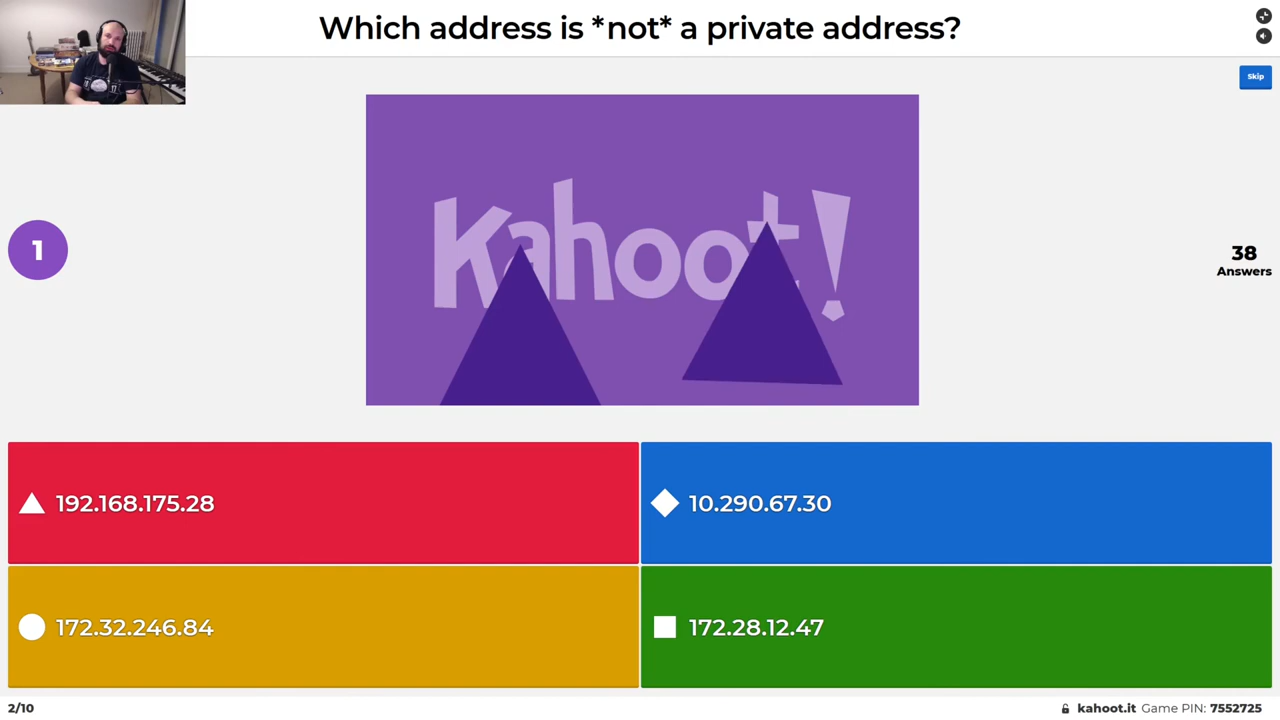 Which address is *not* a private address?
Skip
Kahoot!
1
38
Answers
192.168.175.28
10.290.67.30
172.32.246.84
172.28.12.47
2/10
kahoot.it Game PIN: 7552725